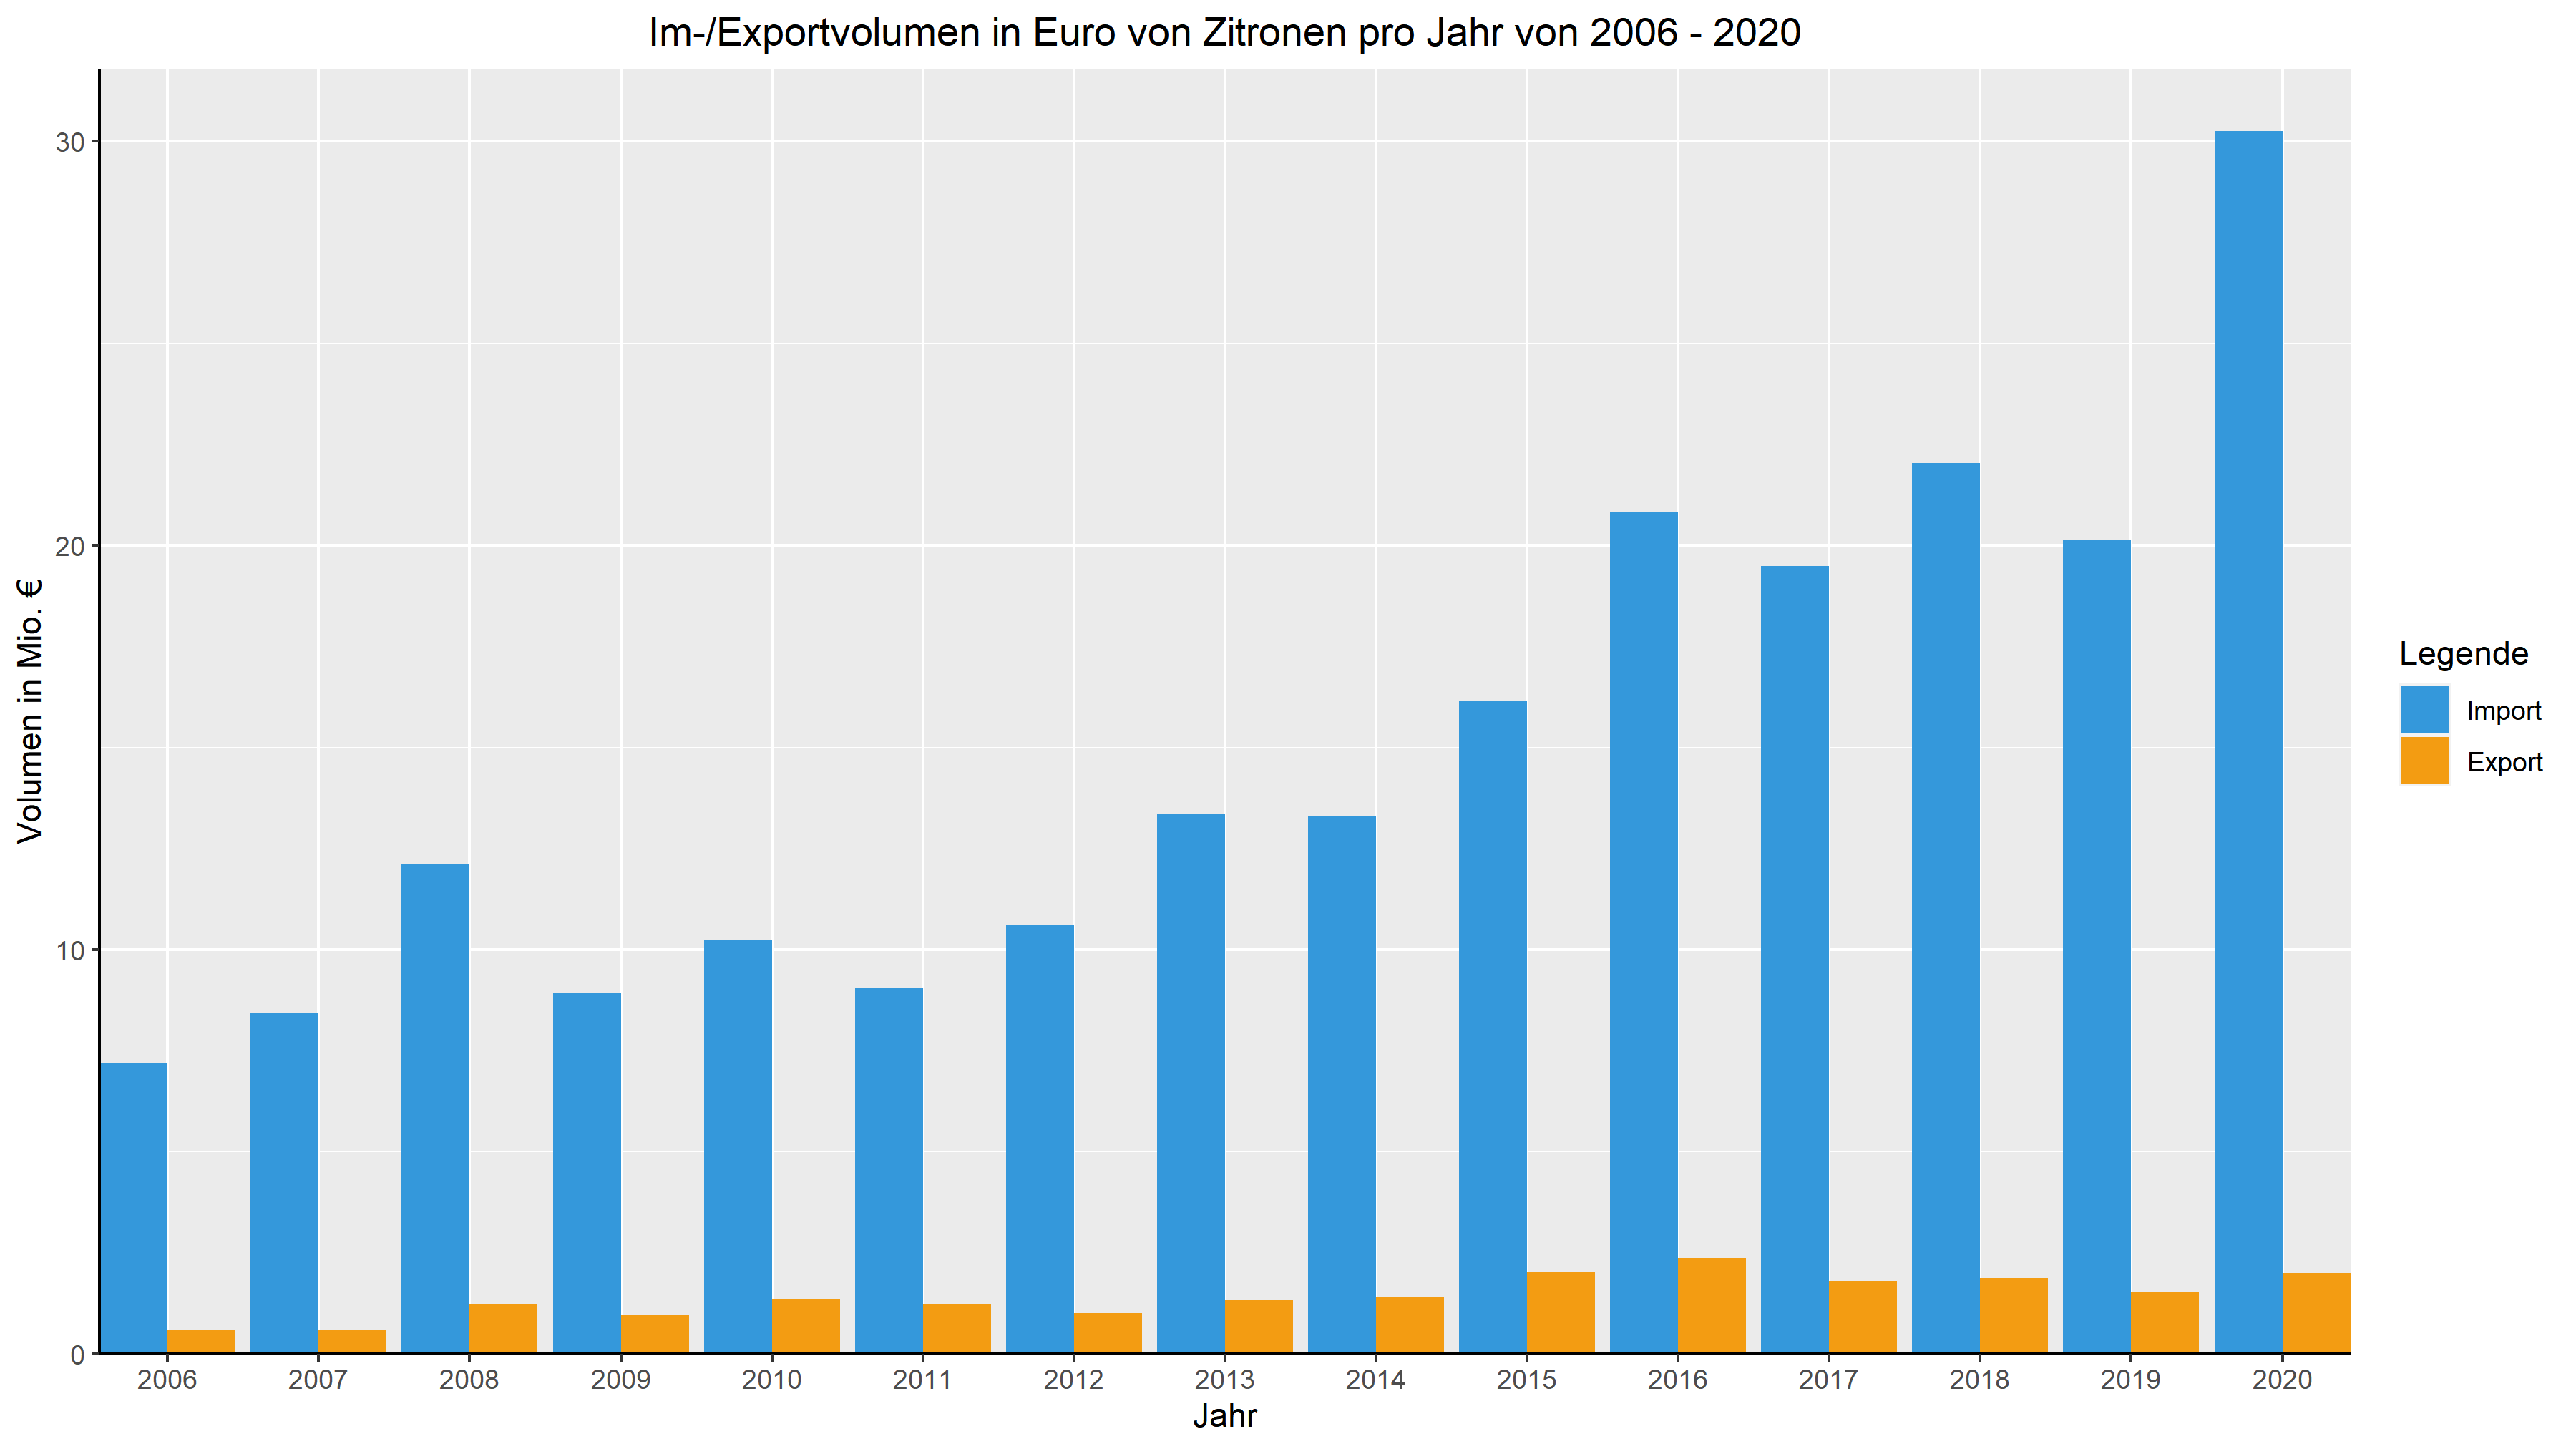 Im-/Exportvolumen in Euro von Zitronen pro Jahr von 2006 - 2020
Volumen in Mio. €
30
20
10
0
2006 2007 2008 2009 2010 2011 2012 2013 2014 2015 2016 2017 2018 2019 2020
Jahr
Legende
Import
Export